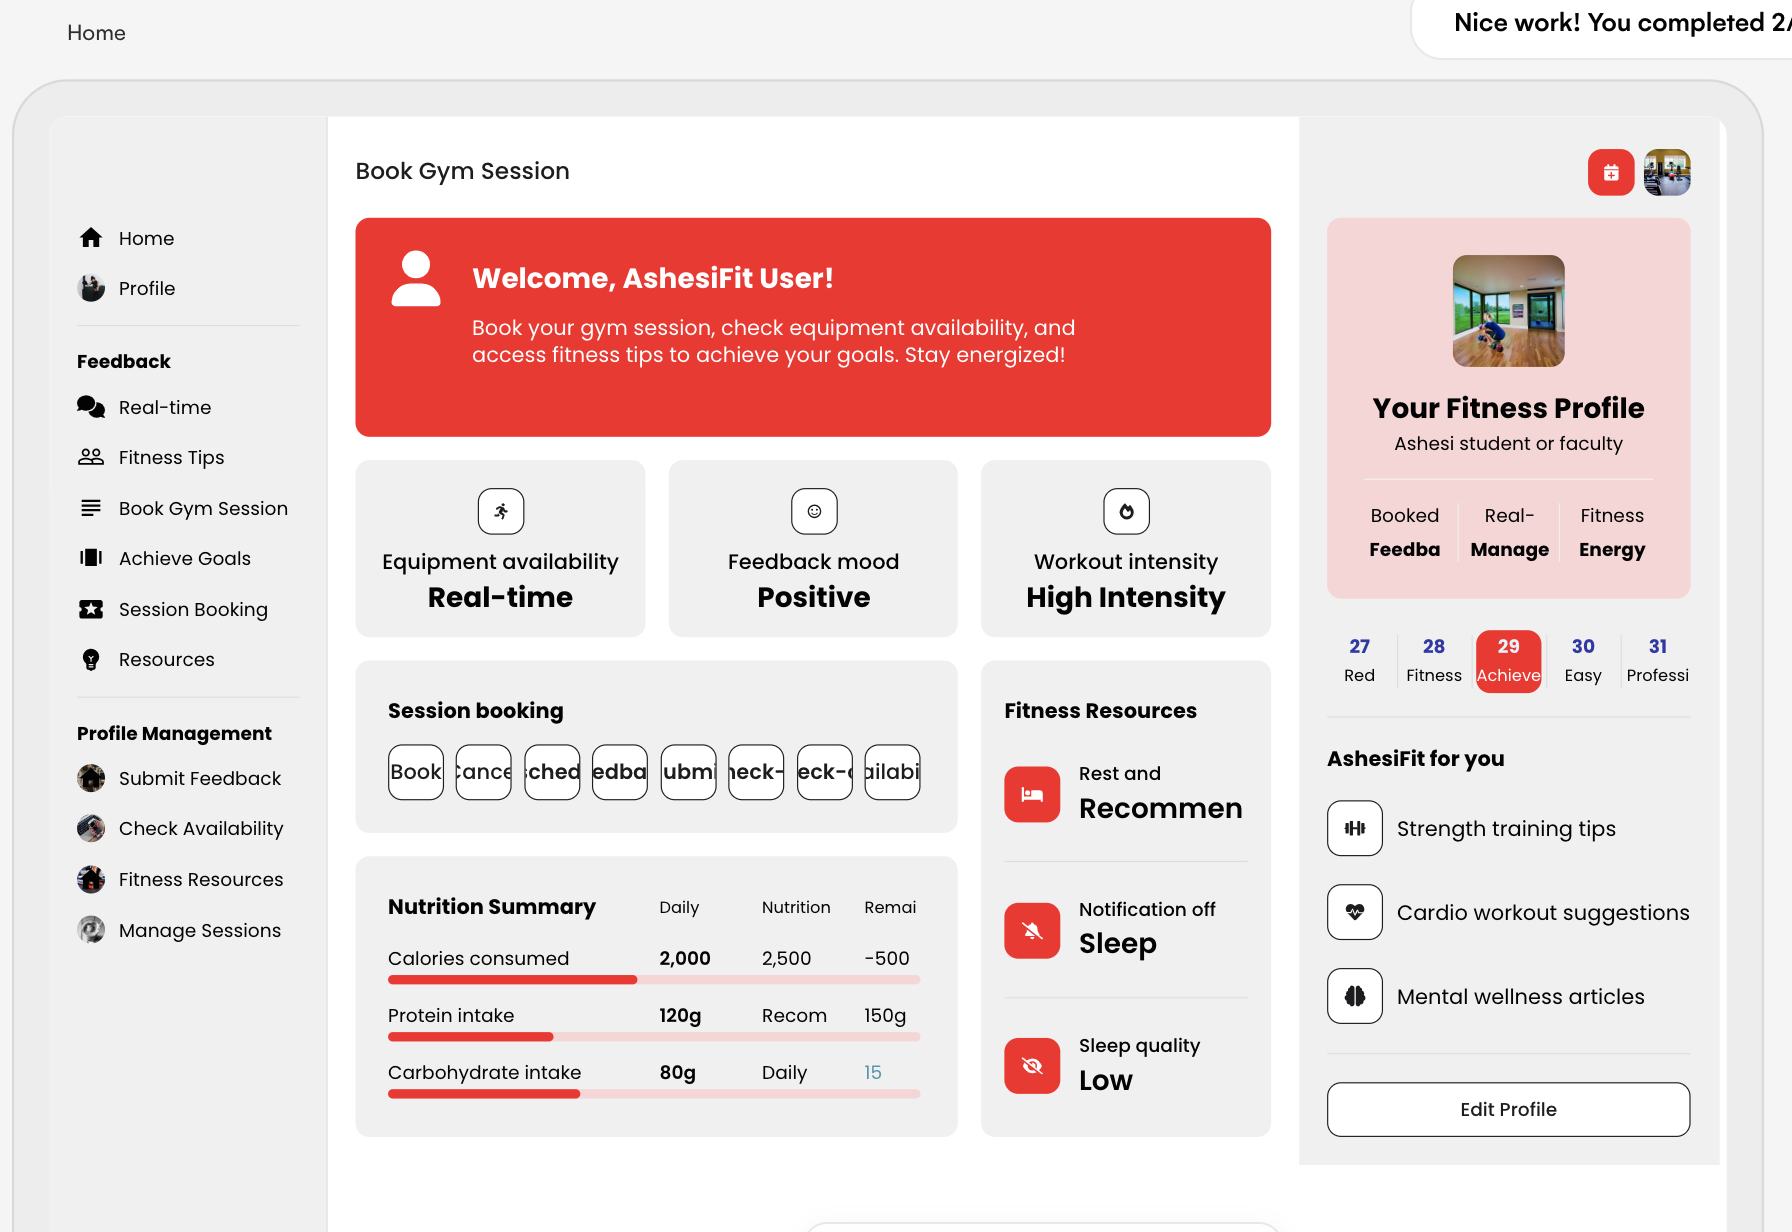 Home
Nice work! You completed 2/
Home
Profile
Feedback
Real-time
Fitness Tips
Book Gym Session
Achieve Goals
Session Booking
Resources
Profile Management
Submit Feedback
Check Availability
Fitness Resources
Manage Sessions
Book Gym Session
Welcome, AshesiFit User!
Book your gym session, check equipment availability, and
access fitness tips to achieve your goals. Stay energized!
Equipment availability
Real-time
Feedback mood
Positive
Workout intensity
High Intensity
Session booking
Book Cance sched edba ubmi heck- eck-c ailabi
Nutrition Summary Daily Nutrition Remai
Calories consumed 2,000 2,500 -500
Protein intake 120g Recom 150g
Carbohydrate intake 80g Daily 15
Fitness Resources
Rest and
Recommen
Notification off
Sleep
Sleep quality
Low
Your Fitness Profile
Ashesi student or faculty
Booked Real- Fitness
Feedba Manage Energy
27 28 29 30 31
Red Fitness Achieve Easy Professi
AshesiFit for you
Strength training tips
Cardio workout suggestions
Mental wellness articles
Edit Profile